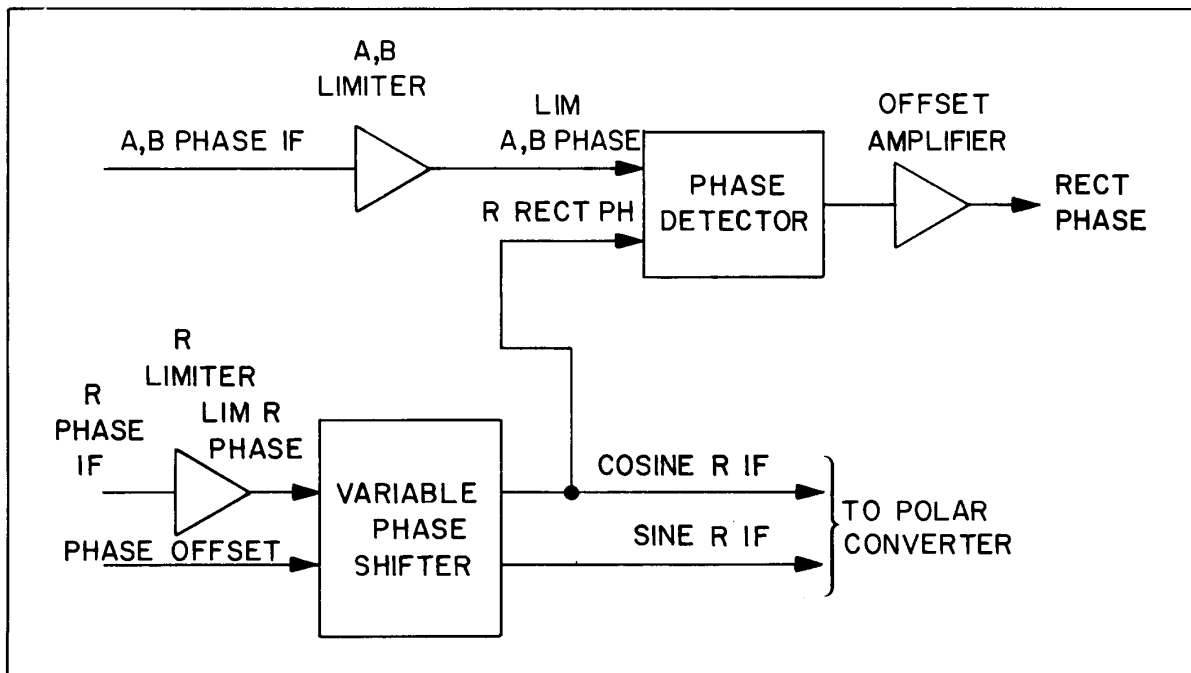 A,B
LIMITER
A,B PHASE IF
LIM
A,B PHASE
OFFSET
AMPLIFIER
R RECT PH
PHASE
DETECTOR
RECT
PHASE
R
LIMITER
R
PHASE
IF
LIM R
PHASE
PHASE OFFSET
VARIABLE
PHASE
SHIFTER
COSINE R IF
SINE R IF
TO POLAR
CONVERTER